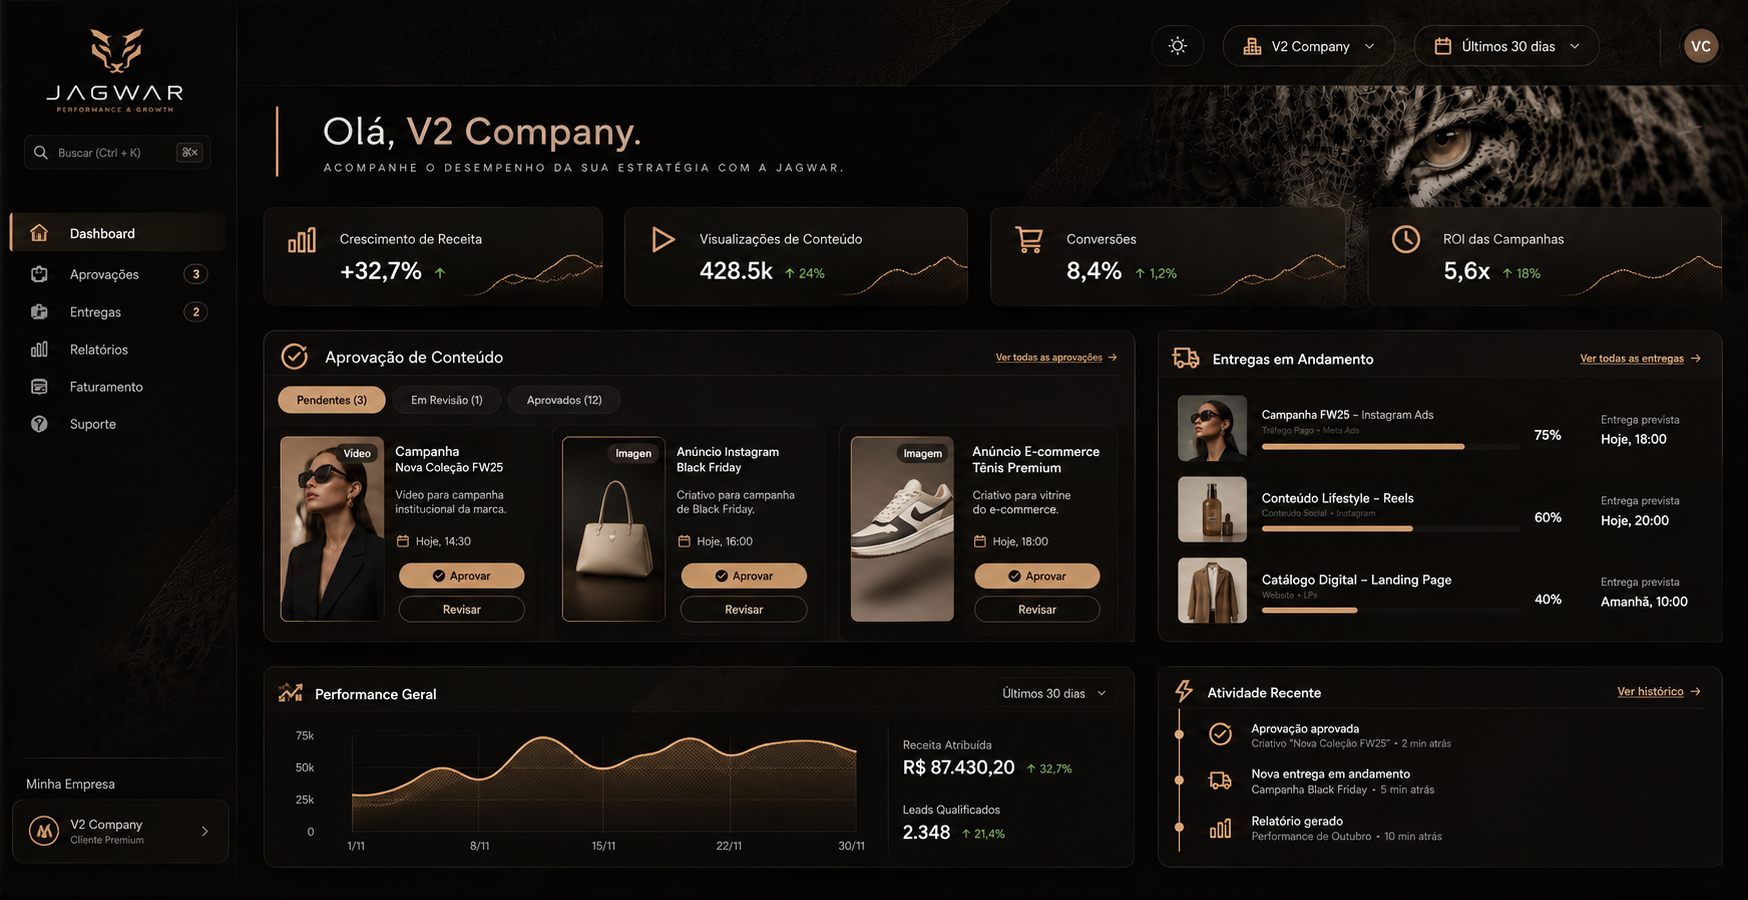 JAGWAR
PERFORMANCE & GROWTH
Buscar (Ctrl + K)
⌘×
Dashboard
Aprovações
3
Entregas
2
Relatórios
Faturamento
Suporte
Minha Empresa
V2 Company
Cliente Premium
V2 Company
Últimos 30 dias
VC
Olá, V2 Company.
ACOMPANHE O DESEMPENHO DA SUA ESTRATÉGIA COM A JAGWAR.
Crescimento de Receita
+32,7% ↑
Visualizações de Conteúdo
428.5k ↑ 24%
Conversões
8,4% ↑ 1,2%
ROI das Campanhas
5,6x ↑ 18%
Aprovação de Conteúdo
Ver todas as aprovações →
Pendentes (3)
Em Revisão (1)
Aprovados (12)
Vídeo
Campanha
Nova Coleção FW25
Vídeo para campanha
institucional da marca.
Hoje, 14:30
Aprovar
Revisar
Imagen
Anúncio Instagram
Black Friday
Criativo para campanha
de Black Friday.
Hoje, 16:00
Aprovar
Revisar
Imagem
Anúncio E-commerce
Tênis Premium
Criativo para vitrine
do e-commerce.
Hoje, 18:00
Aprovar
Revisar
Entregas em Andamento
Ver todas as entregas →
Campanha FW25 – Instagram Ads
Tráfego Pago • Meta Ads
75%
Entrega prevista
Hoje, 18:00
Conteúdo Lifestyle – Reels
Conteúdo Social • Instagram
60%
Entrega prevista
Hoje, 20:00
Catálogo Digital – Landing Page
Website • LPs
40%
Entrega prevista
Amanhã, 10:00
Performance Geral
Últimos 30 dias
75k
50k
25k
0
1/11
8/11
15/11
22/11
30/11
Receita Atribuída
R$ 87.430,20 ↑ 32,7%
Leads Qualificados
2.348 ↑ 21,4%
Atividade Recente
Ver histórico →
Aprovação aprovada
Criativo "Nova Coleção FW25" • 2 min atrás
Nova entrega em andamento
Campanha Black Friday • 5 min atrás
Relatório gerado
Performance de Outubro • 10 min atrás